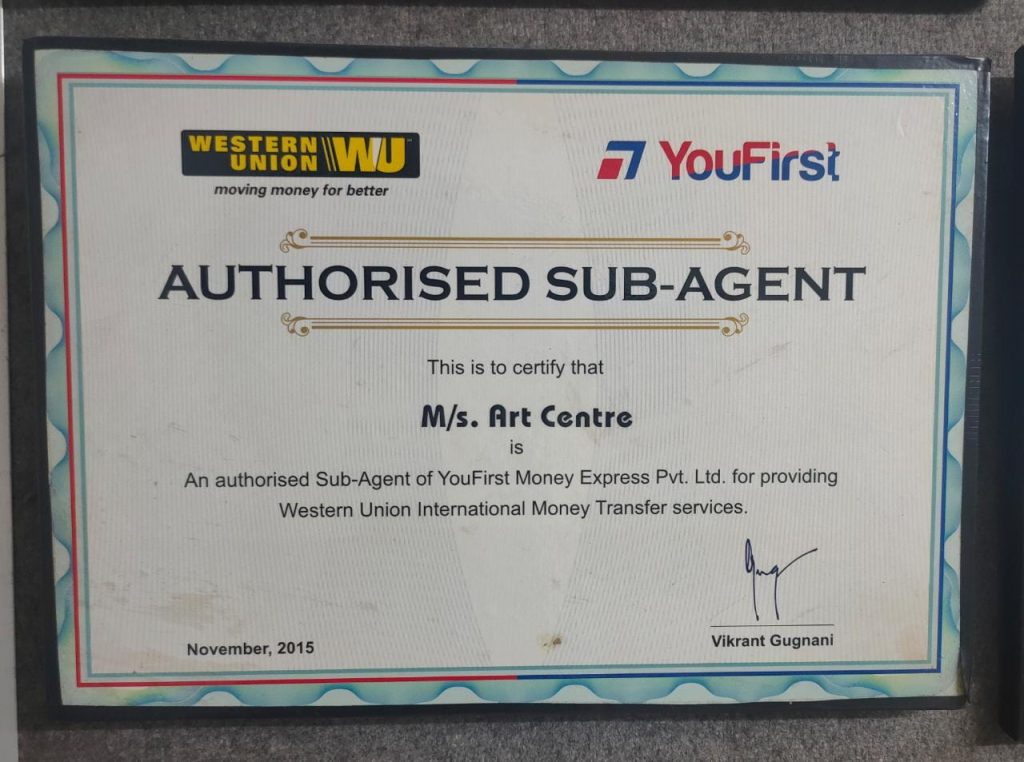 WESTERN UNION WU
moving money for better
YouFirst
AUTHORISED SUB-AGENT
This is to certify that
M/s. Art Centre
is
An authorised Sub-Agent of YouFirst Money Express Pvt. Ltd. for providing
Western Union International Money Transfer services.
November, 2015
Vikrant Gugnani